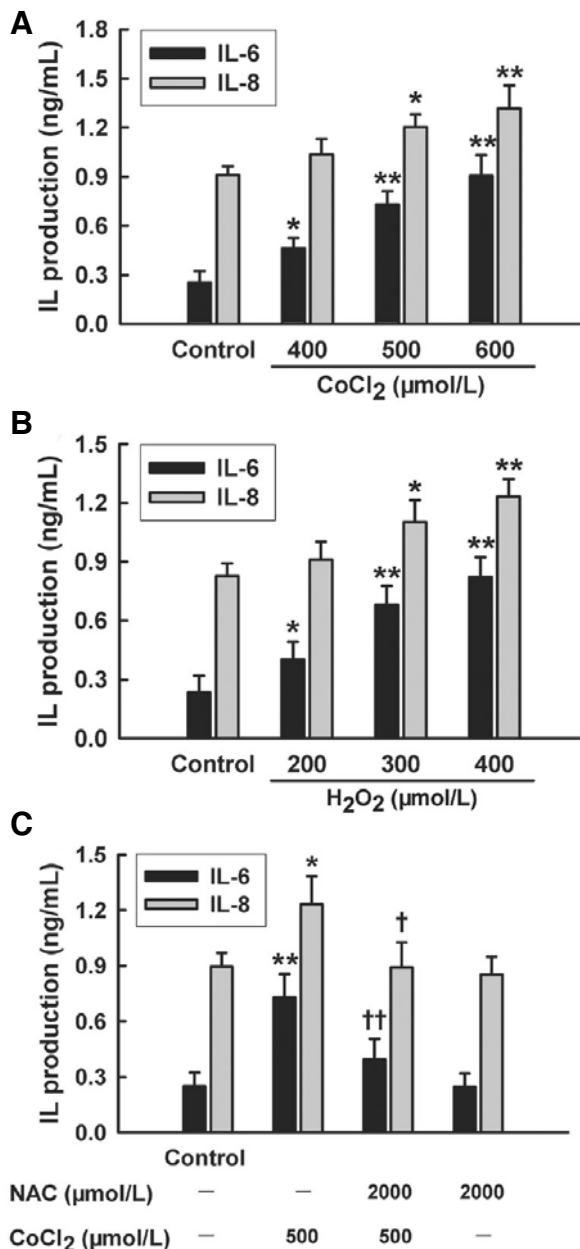 A
IL production (ng/mL)
1.8
1.5
1.2
0.9
0.6
0.3
0.0
IL-6
IL-8
*
**
*
**
**
Control 400 500 600
CoCl2 (μmol/L)
B
IL production (ng/mL)
1.5
1.2
0.9
0.6
0.3
0.0
IL-6
IL-8
*
**
*
**
**
Control 200 300 400
H2O2 (μmol/L)
C
IL production (ng/mL)
1.5
1.2
0.9
0.6
0.3
0.0
IL-6
IL-8
**
*
††
†
Control
NAC (μmol/L) — — 2000 2000
CoCl2 (μmol/L) — 500 500 —